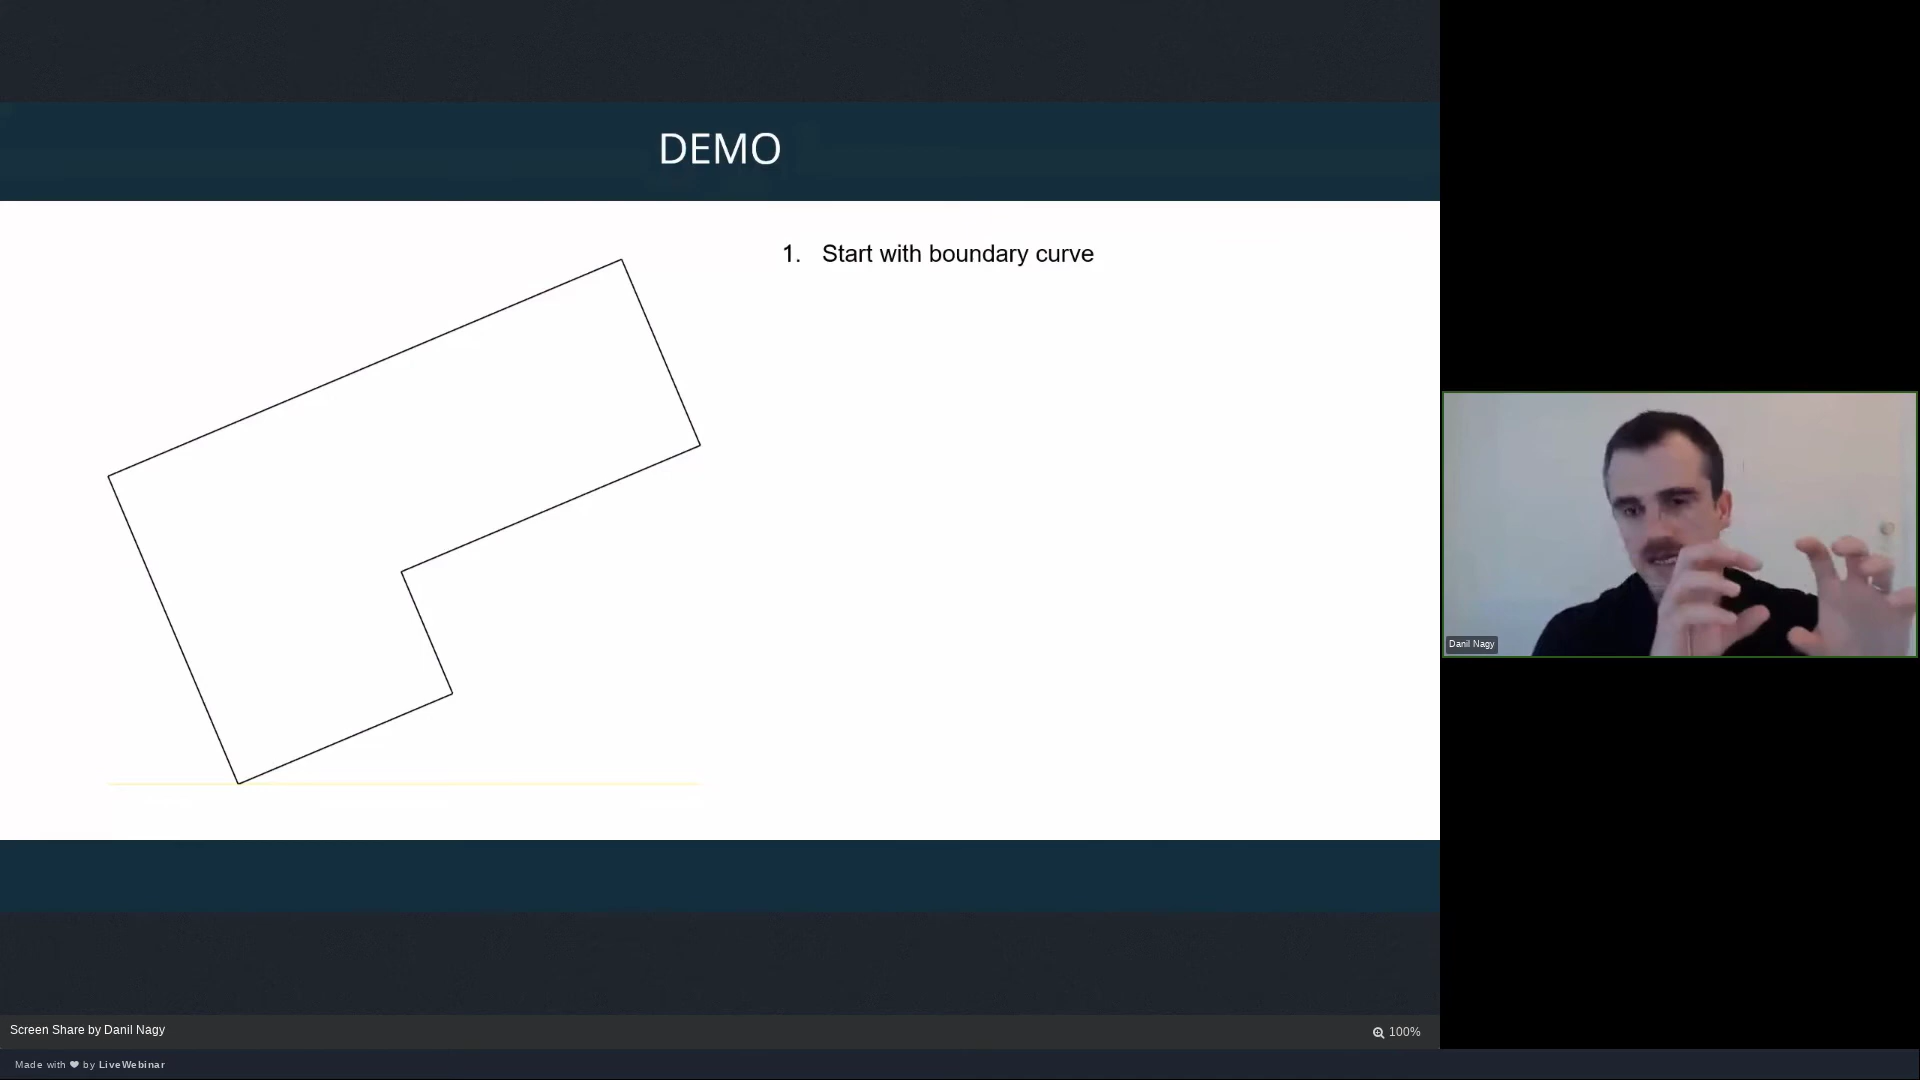 DEMO
1. Start with boundary curve
Danil Nagy
Screen Share by Danil Nagy
100%
Made with ❤ by LiveWebinar